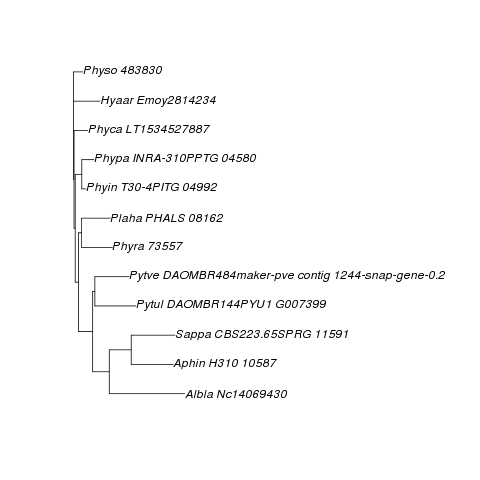 Physo 483830
Hyaar Emoy2814234
Phyca LT1534527887
Phypa INRA-310PPTG 04580
Phyin T30-4PITG 04992
Plaha PHALS 08162
Phyra 73557
Pytve DAOMBR484maker-pve contig 1244-snap-gene-0.2
Pytul DAOMBR144PYU1 G007399
Sappa CBS223.65SPRG 11591
Aphin H310 10587
Albla Nc14069430